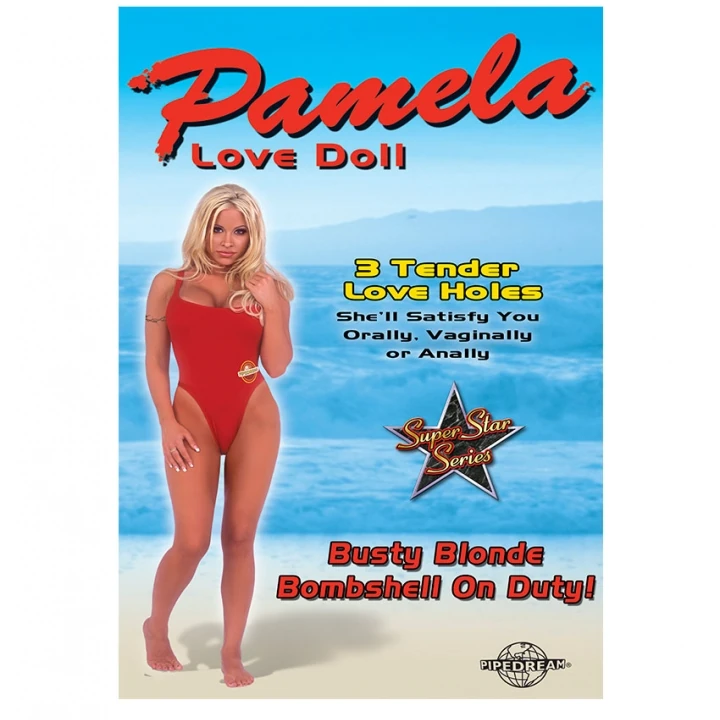 Pamela
Love Doll
3 Tender
Love Holes
She'll Satisfy You
Orally, Vaginally
or Anally
Super Star
Series
Busty Blonde
Bombshell On Duty!
PIPEDREAM®